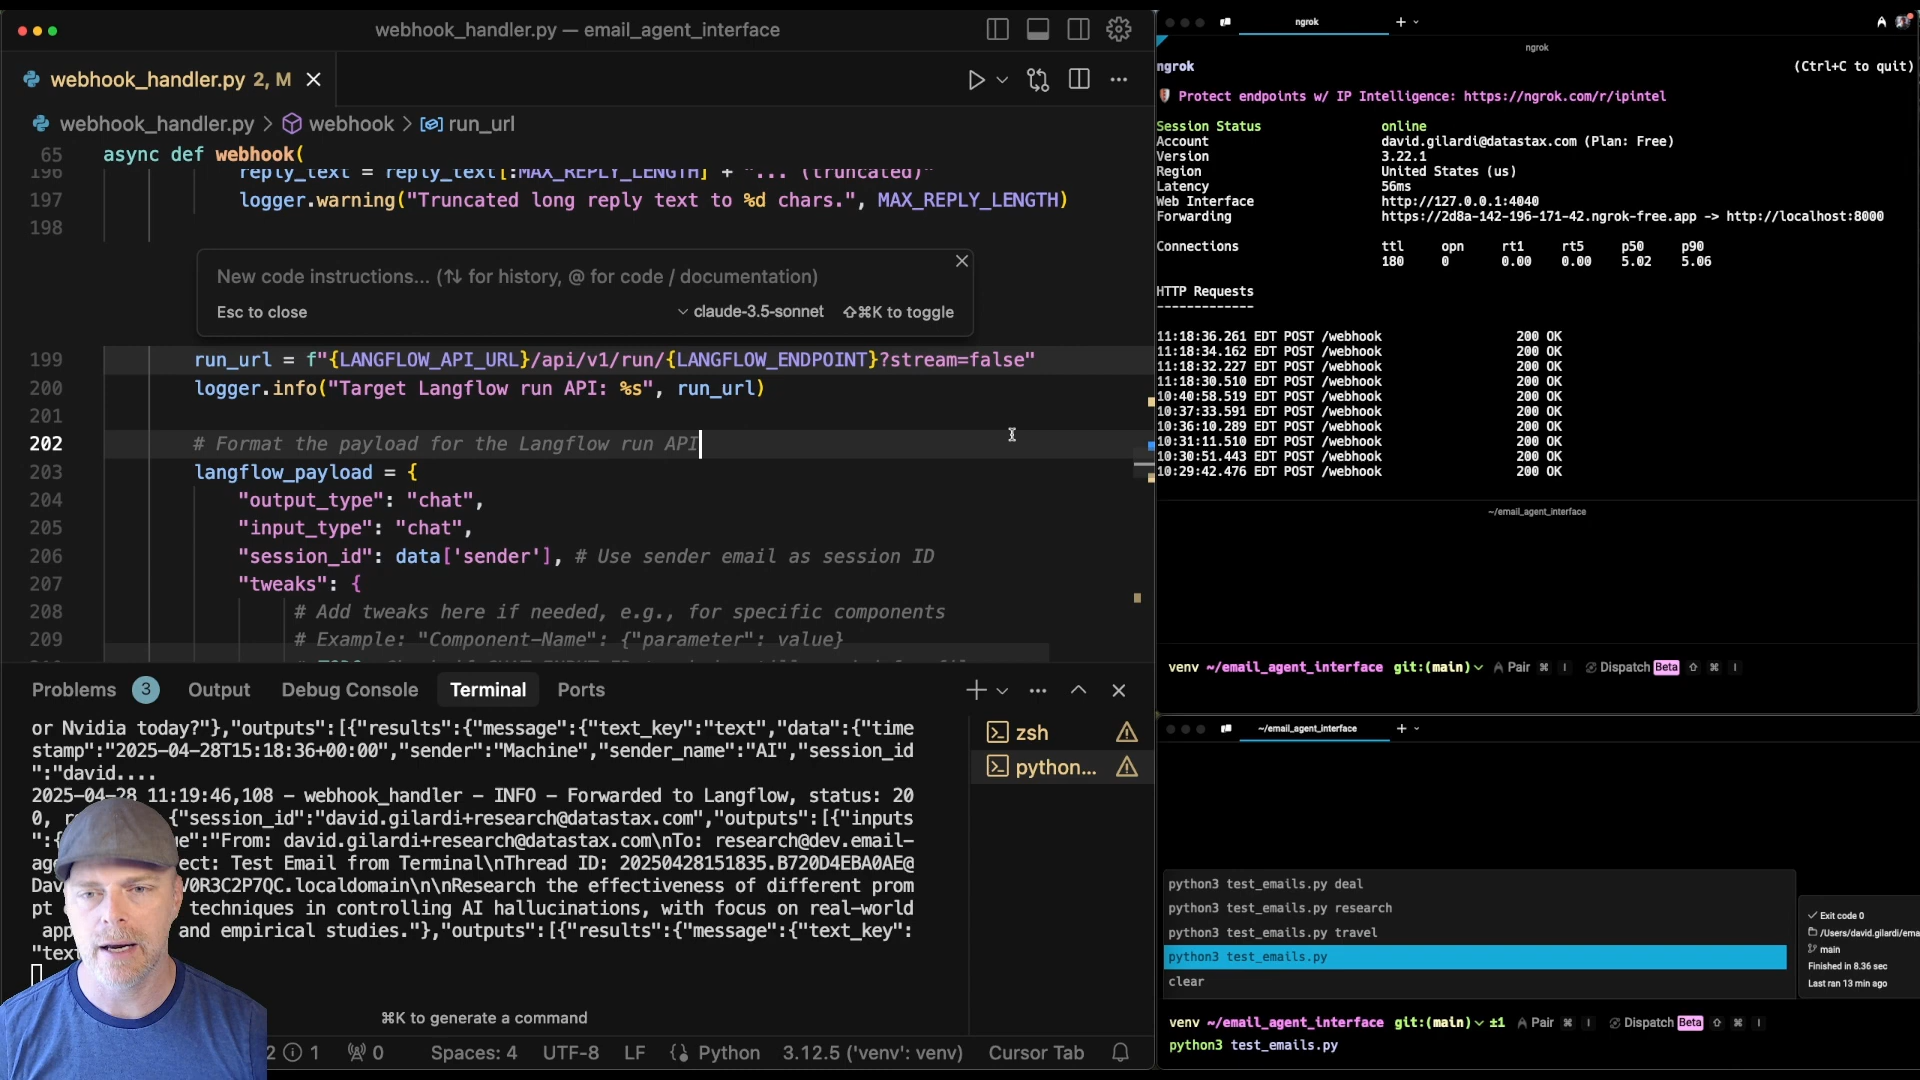 webhook_handler.py — email_agent_interface
webhook_handler.py 2, M
webhook_handler.py > webhook > run_url
65 async def webhook(
196 reply_text = reply_text[:MAX_REPLY_LENGTH] + "... (truncated)"
197 logger.warning("Truncated long reply text to %d chars.", MAX_REPLY_LENGTH)
198
New code instructions... (⇅ for history, @ for code / documentation)
Esc to close claude-3.5-sonnet ⇧⌘K to toggle
199 run_url = f"{LANGFLOW_API_URL}/api/v1/run/{LANGFLOW_ENDPOINT}?stream=false"
200 logger.info("Target Langflow run API: %s", run_url)
201
202 # Format the payload for the Langflow run API
203 langflow_payload = {
204 "output_type": "chat",
205 "input_type": "chat",
206 "session_id": data['sender'], # Use sender email as session ID
207 "tweaks": {
208 # Add tweaks here if needed, e.g., for specific components
209 # Example: "Component-Name": {"parameter": value}
Problems 3 Output Debug Console Terminal Ports
or Nvidia today?"},"outputs":[{"results":{"message":{"text_key":"text","data":{"time
stamp":"2025-04-28T15:18:36+00:00","sender":"Machine","sender_name":"AI","session_id
":"david....
2025-04-28 11:19:46,108 - webhook_handler - INFO - Forwarded to Langflow, status: 20
0, {"session_id":"david.gilardi+research@datastax.com","outputs":[{"inputs
":{ ue":"From: david.gilardi+research@datastax.com\nTo: research@dev.email-
ag ect: Test Email from Terminal\nThread ID: 20250428151835.B720D4EBA0AE@
Dav V0R3C2P7QC.localdomain\n\nResearch the effectiveness of different prom
pt techniques in controlling AI hallucinations, with focus on real-world
app and empirical studies."},"outputs":[{"results":{"message":{"text_key":
"tex
zsh
python...
⌘K to generate a command
2 1 0 Spaces: 4 UTF-8 LF Python 3.12.5 ('venv': venv) Cursor Tab
ngrok
ngrok
ngrok (Ctrl+C to quit)
Protect endpoints w/ IP Intelligence: https://ngrok.com/r/ipintel
Session Status online
Account david.gilardi@datastax.com (Plan: Free)
Version 3.22.1
Region United States (us)
Latency 56ms
Web Interface http://127.0.0.1:4040
Forwarding https://2d8a-142-196-171-42.ngrok-free.app -> http://localhost:8000
Connections ttl opn rt1 rt5 p50 p90
180 0 0.00 0.00 5.02 5.06
HTTP Requests
-------------
11:18:36.261 EDT POST /webhook 200 OK
11:18:34.162 EDT POST /webhook 200 OK
11:18:32.227 EDT POST /webhook 200 OK
11:18:30.510 EDT POST /webhook 200 OK
10:40:58.519 EDT POST /webhook 200 OK
10:37:33.591 EDT POST /webhook 200 OK
10:36:10.289 EDT POST /webhook 200 OK
10:31:11.510 EDT POST /webhook 200 OK
10:30:51.443 EDT POST /webhook 200 OK
10:29:42.476 EDT POST /webhook 200 OK
~/email_agent_interface
venv ~/email_agent_interface git:(main) Pair ⌘ I Dispatch Beta ⇧ ⌘ I
~/email_agent_interface
python3 test_emails.py deal
python3 test_emails.py research
python3 test_emails.py travel
python3 test_emails.py
clear
Exit code 0
/Users/david.gilardi/ema
main
Finished in 8.36 sec
Last ran 13 min ago
venv ~/email_agent_interface git:(main) ±1 Pair ⌘ I Dispatch Beta ⇧ ⌘ I
python3 test_emails.py